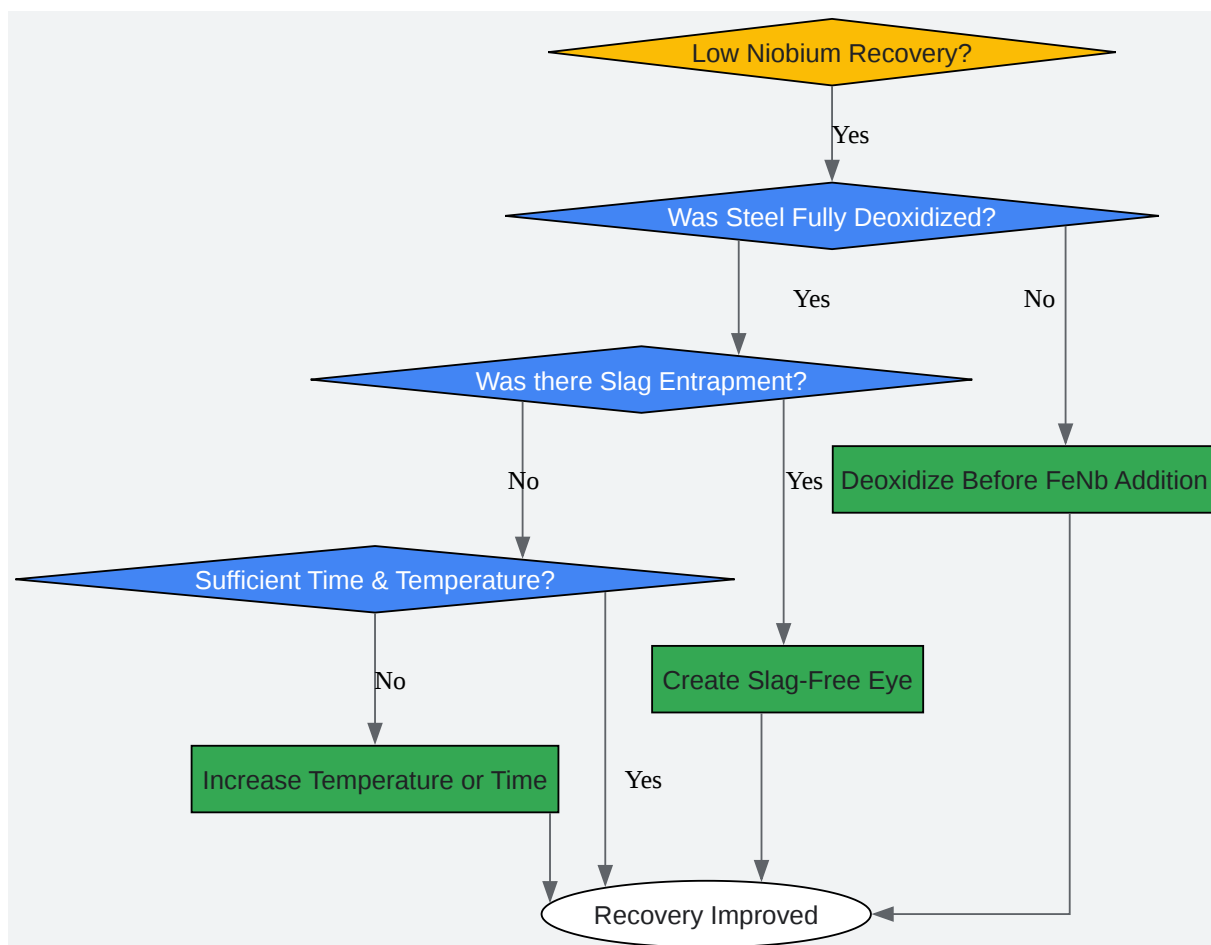 Low Niobium Recovery?
Yes
Was Steel Fully Deoxidized?
Yes
No
Was there Slag Entrapment?
No
Yes
Deoxidize Before FeNb Addition
Sufficient Time & Temperature?
No
Create Slag-Free Eye
Increase Temperature or Time
Yes
Recovery Improved